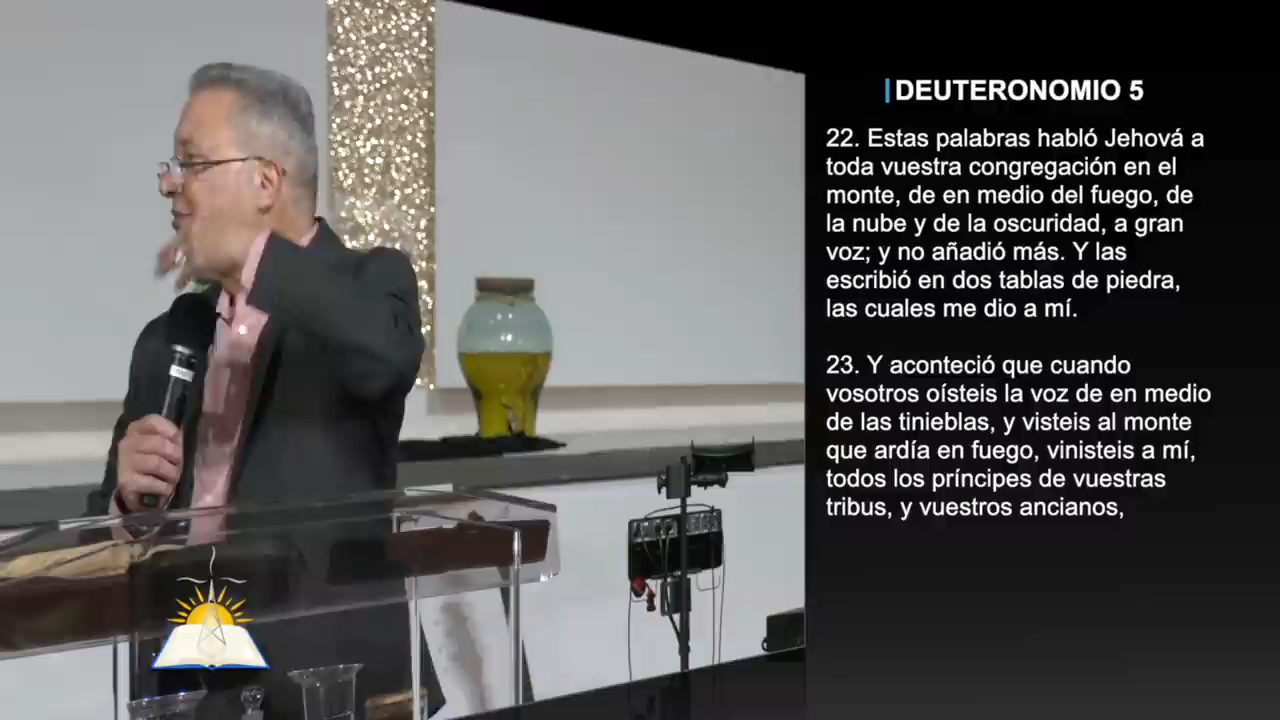 DEUTERONOMIO 5
22. Estas palabras habló Jehová a
toda vuestra congregación en el
monte, de en medio del fuego, de
la nube y de la oscuridad, a gran
voz; y no añadió más. Y las
escribió en dos tablas de piedra,
las cuales me dio a mí.
23. Y aconteció que cuando
vosotros oísteis la voz de en medio
de las tinieblas, y visteis al monte
que ardía en fuego, vinisteis a mí,
todos los príncipes de vuestras
tribus, y vuestros ancianos,